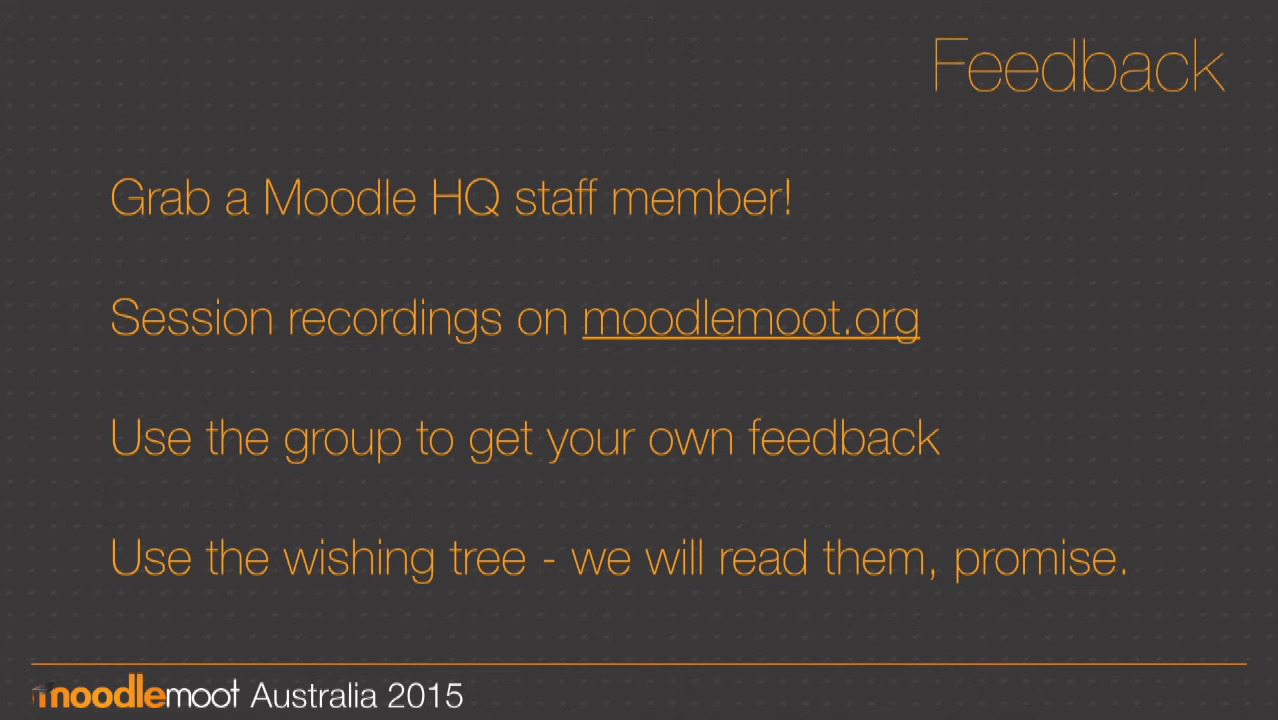 Feedback
Grab a Moodle HQ staff member!
Session recordings on moodlemoot.org
Use the group to get your own feedback
Use the wishing tree - we will read them, promise.
moodlemoot Australia 2015